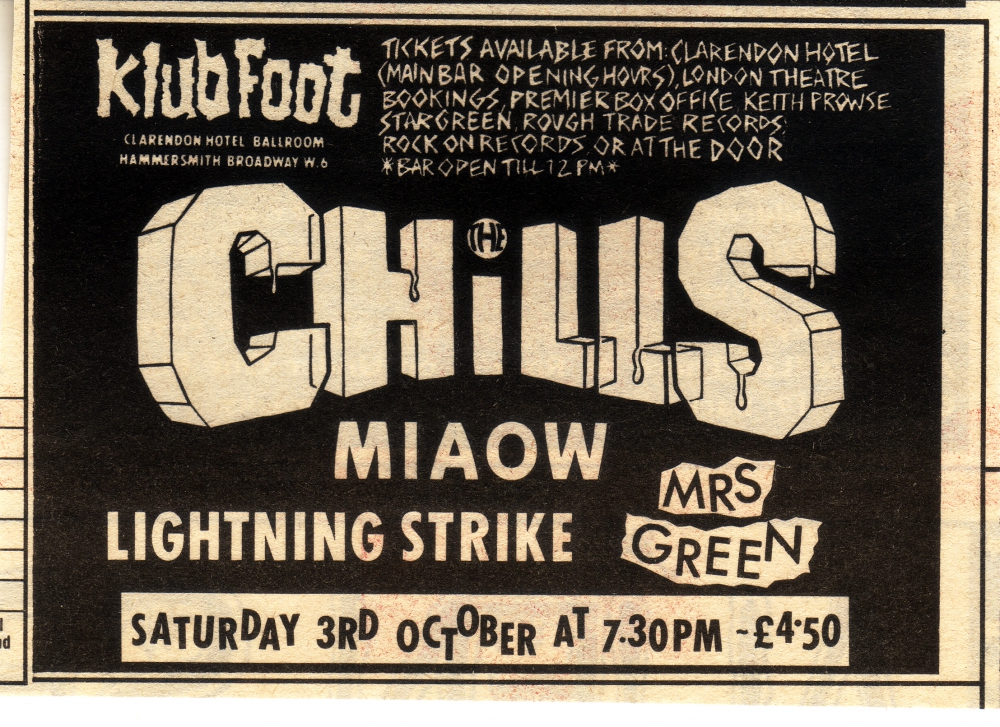 Klub Foot
CLARENDON HOTEL BALLROOM
HAMMERSMITH BROADWAY W.6
TICKETS AVAILABLE FROM: CLARENDON HOTEL
(MAIN BAR OPENING HOURS), LONDON THEATRE
BOOKINGS, PREMIER BOX OFFICE, KEITH PROWSE
STARGREEN, ROUGH TRADE RECORDS,
ROCK ON RECORDS, OR AT THE DOOR
*BAR OPEN TILL 12 PM*
THE
CHiLLS
MIAOW
LIGHTNING STRIKE
MRS
GREEN
SATURDAY 3RD OCTOBER AT 7.30PM - £4.50